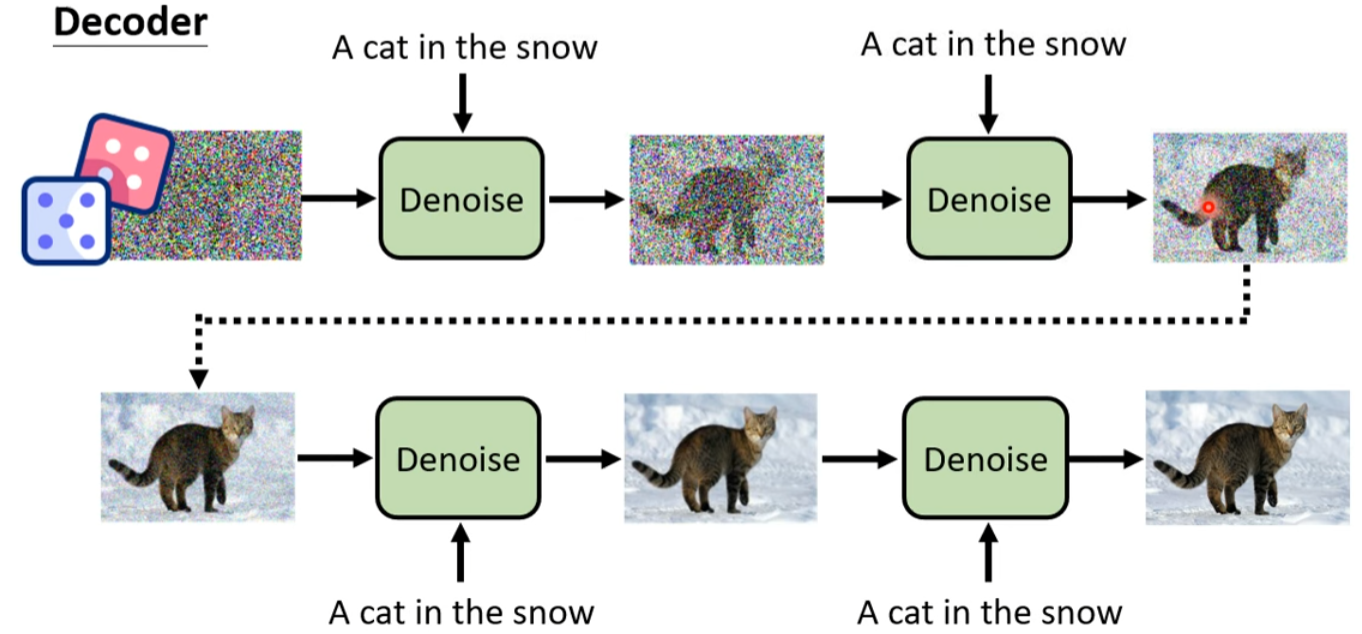 Decoder
A cat in the snow
A cat in the snow
Denoise
Denoise
Denoise
Denoise
A cat in the snow
A cat in the snow